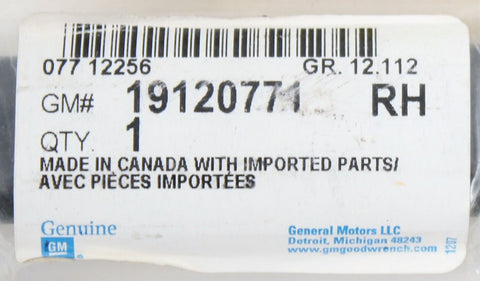 077 12256 GR. 12.112
GM# 19120771 RH
QTY. 1
MADE IN CANADA WITH IMPORTED PARTS/
AVEC PIÈCES IMPORTÉES
Genuine
GM
®
General Motors LLC
Detroit, Michigan 48243
www.gmgoodwrench.com
1207